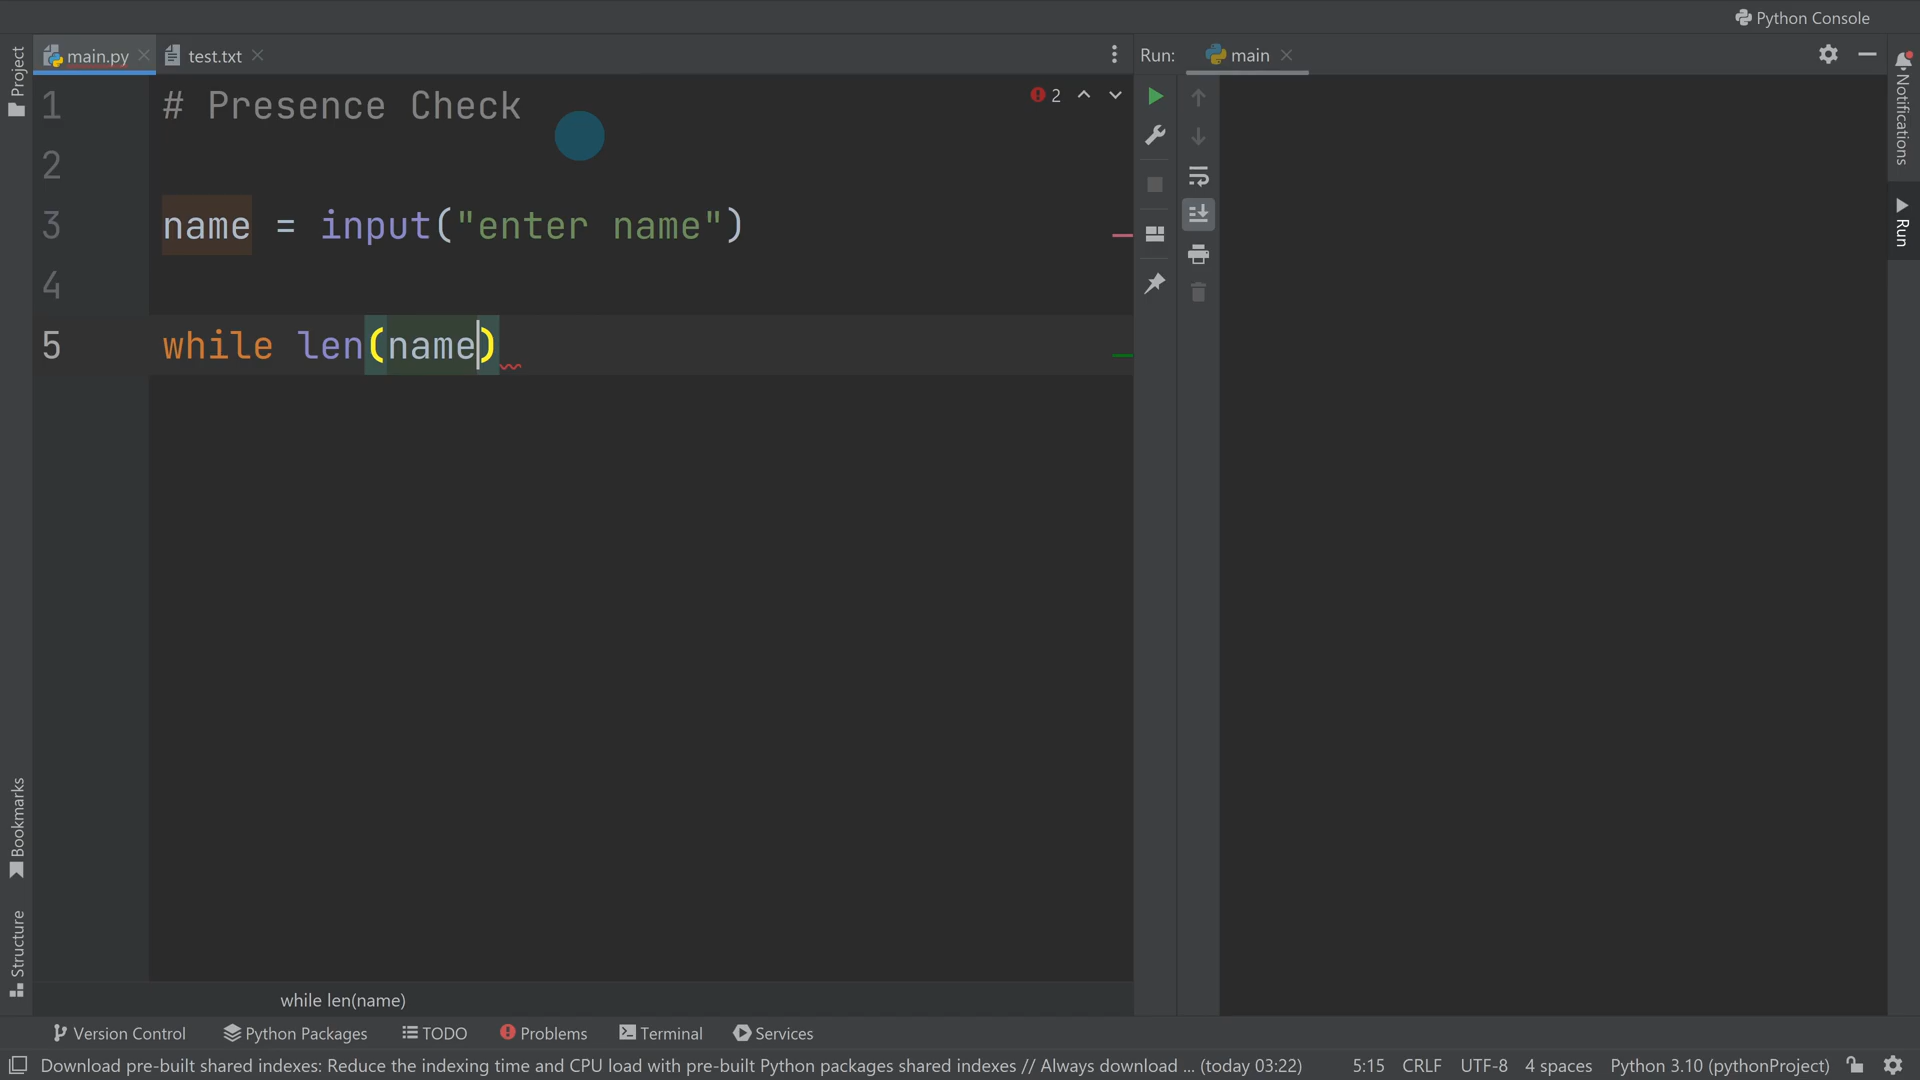 Python Console
Project
main.py
test.txt
Run:
main
Notifications
Run
2
1 # Presence Check
2
3 name = input("enter name")
4
5 while len(name)
Bookmarks
Structure
while len(name)
Version Control
Python Packages
TODO
Problems
Terminal
Services
Download pre-built shared indexes: Reduce the indexing time and CPU load with pre-built Python packages shared indexes // Always download ... (today 03:22)
5:15
CRLF
UTF-8
4 spaces
Python 3.10 (pythonProject)